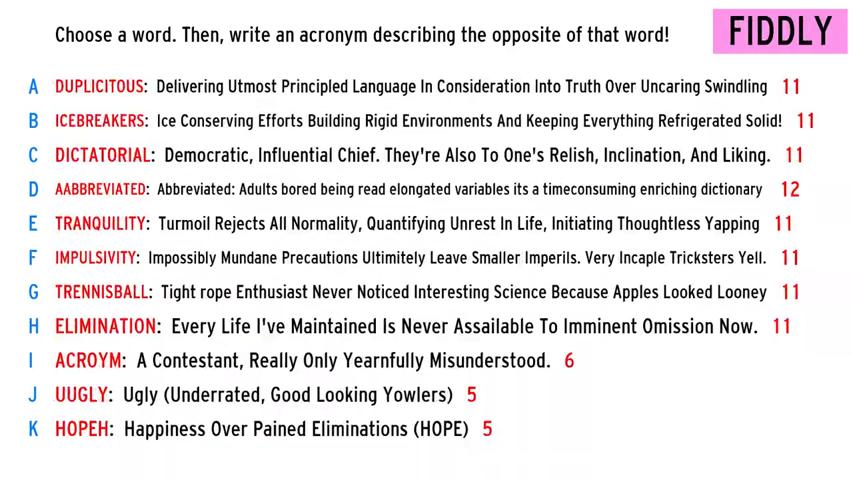 Choose a word. Then, write an acronym describing the opposite of that word!
FIDDLY
A DUPLICITOUS: Delivering Utmost Principled Language In Consideration Into Truth Over Uncaring Swindling 11
B ICEBREAKERS: Ice Conserving Efforts Building Rigid Environments And Keeping Everything Refrigerated Solid! 11
C DICTATORIAL: Democratic, Influential Chief. They're Also To One's Relish, Inclination, And Liking. 11
D AABBREVIATED: Abbreviated: Adults bored being read elongated variables its a timeconsuming enriching dictionary 12
E TRANQUILITY: Turmoil Rejects All Normality, Quantifying Unrest In Life, Initiating Thoughtless Yapping 11
F IMPULSIVITY: Impossibly Mundane Precautions Ultimitely Leave Smaller Imperils. Very Incaple Tricksters Yell. 11
G TRENNISBALL: Tight rope Enthusiast Never Noticed Interesting Science Because Apples Looked Looney 11
H ELIMINATION: Every Life I've Maintained Is Never Assailable To Imminent Omission Now. 11
I ACROYM: A Contestant, Really Only Yearnfully Misunderstood. 6
J UUGLY: Ugly (Underrated, Good Looking Yowlers) 5
K HOPEH: Happiness Over Pained Eliminations (HOPE) 5